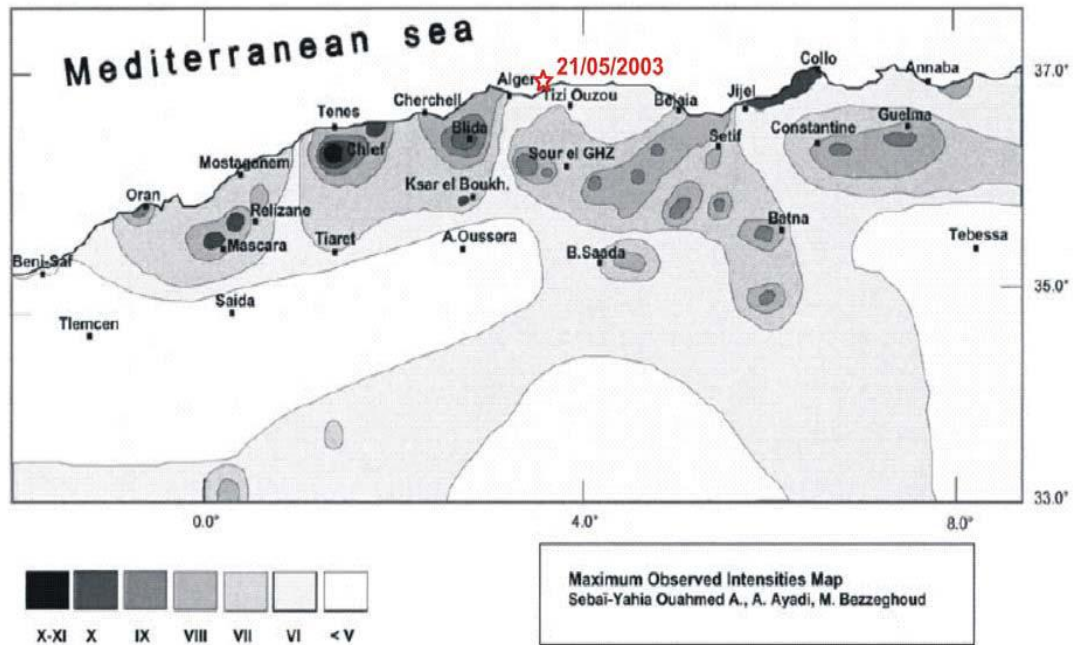 Mediterranean sea
21/05/2003
Alger
Tizi Ouzou
Bejaia
Jijel
Collo
Annaba
37.0°
Tenes
Cherchell
Blida
Chlef
Setif
Constantine
Guelma
Mostaganem
Sour el GHZ
Oran
Ksar el Boukh.
Relizane
Mascara
Tiaret
A.Oussera
B.Saada
Batna
Tebessa
Beni-Saf
35.0°
Saida
Tlemcen
33.0°
0.0°
4.0°
8.0°
X-XI X IX VIII VII VI < V
Maximum Observed Intensities Map
Sebaï-Yahia Ouahmed A., A. Ayadi, M. Bezzeghoud